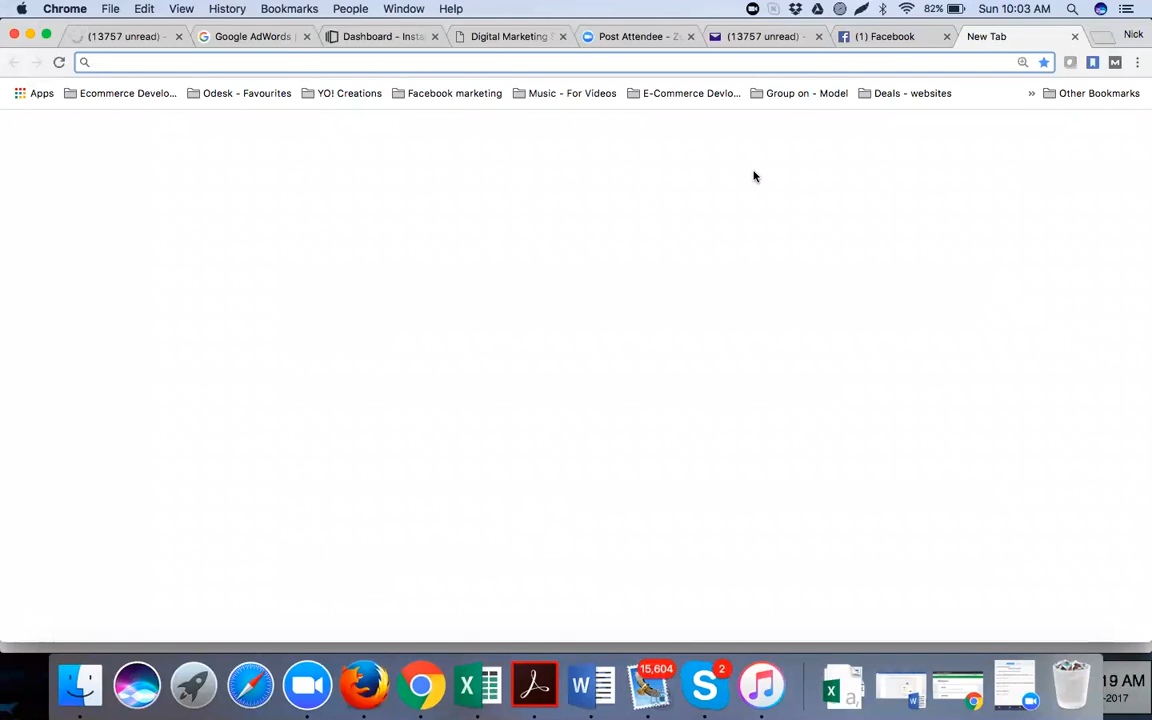 Chrome File Edit View History Bookmarks People Window Help 82% Sun 10:03 AM
(13757 unread) - Google AdWords Dashboard - Insta Digital Marketing S Post Attendee - Zo (13757 unread) - (1) Facebook New Tab Nick
Apps Ecommerce Develo... Odesk - Favourites YO! Creations Facebook marketing Music - For Videos E-Commerce Devlo... Group on - Model Deals - websites » Other Bookmarks
15,604 2
19 AM
-2017